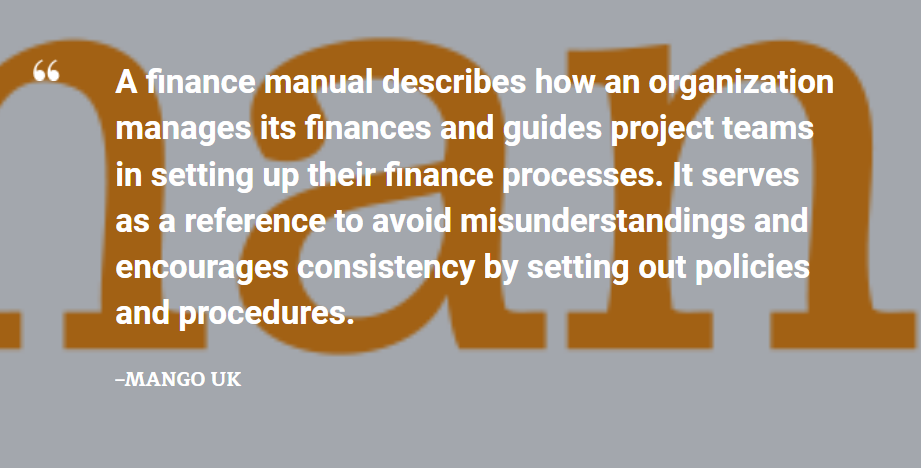 “
A finance manual describes how an organization
manages its finances and guides project teams
in setting up their finance processes. It serves
as a reference to avoid misunderstandings and
encourages consistency by setting out policies
and procedures.
–MANGO UK